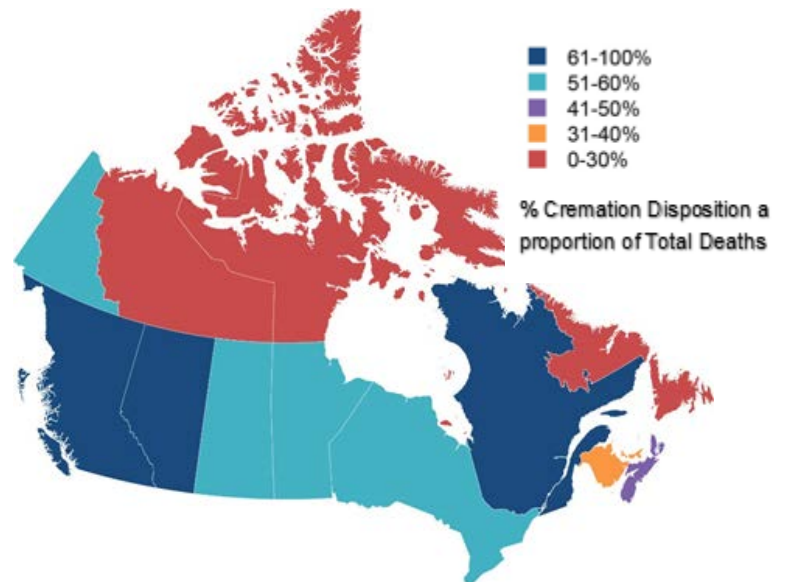 61-100%
51-60%
41-50%
31-40%
0-30%
% Cremation Disposition a
proportion of Total Deaths